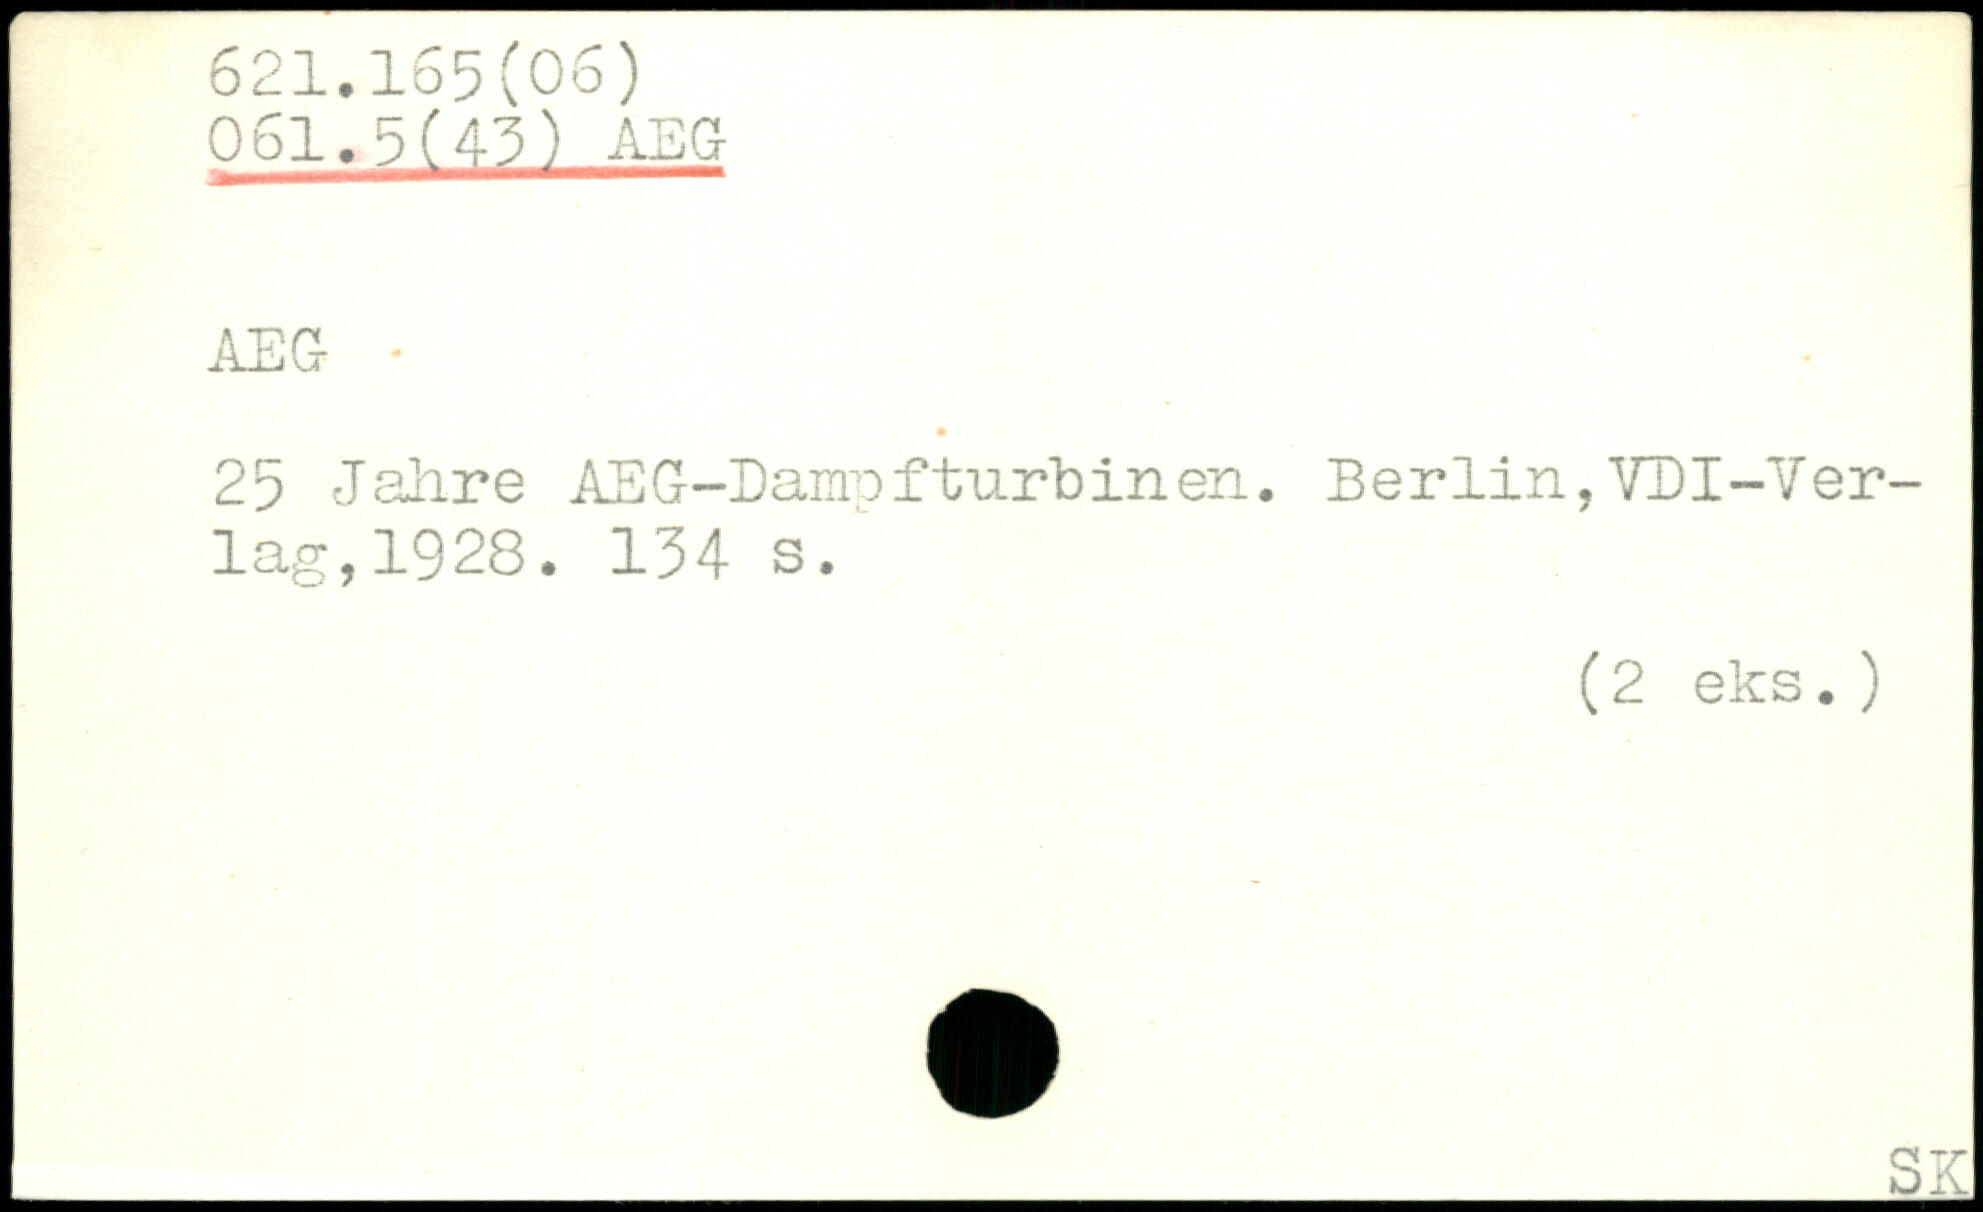 621.165(06)
061.5(43) AEG
AEG
25 Jahre AEG-Dampfturbinen. Berlin,VDI-Ver-
lag,1928. 134 s.
(2 eks.)
SK